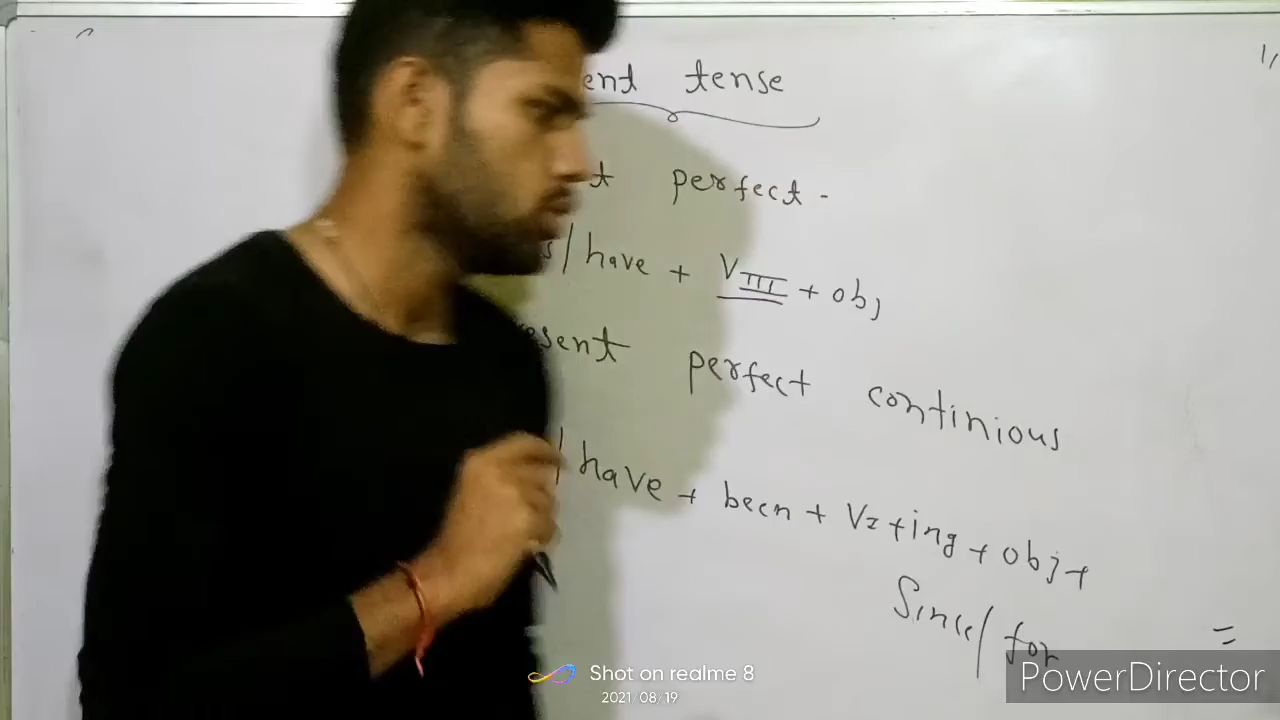 ent tense
t perfect -
s/have + VIII + obj
esent perfect continious
/have + been + VI + ing + obj +
Since/for
=
Shot on realme 8
2021/08/19
PowerDirector